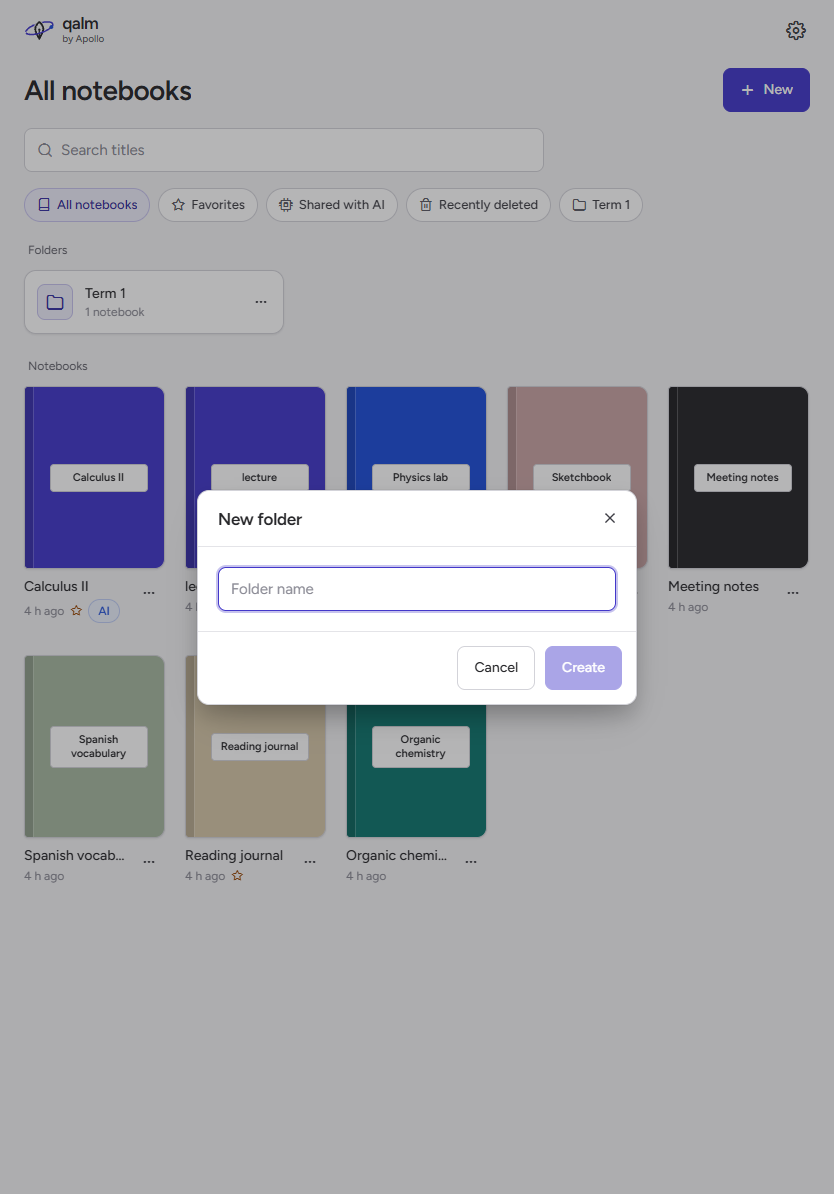 qalm
by Apollo
All notebooks
+ New
Search titles
All notebooks
Favorites
Shared with AI
Recently deleted
Term 1
Folders
Term 1
1 notebook
...
Notebooks
Calculus II
lecture
Physics lab
Sketchbook
Meeting notes
Calculus II
...
4 h ago
AI
Meeting notes
...
4 h ago
New folder
Folder name
Cancel
Create
Spanish
vocabulary
Reading journal
Organic
chemistry
Spanish vocab...
...
4 h ago
Reading journal
...
4 h ago
Organic chemi...
...
4 h ago